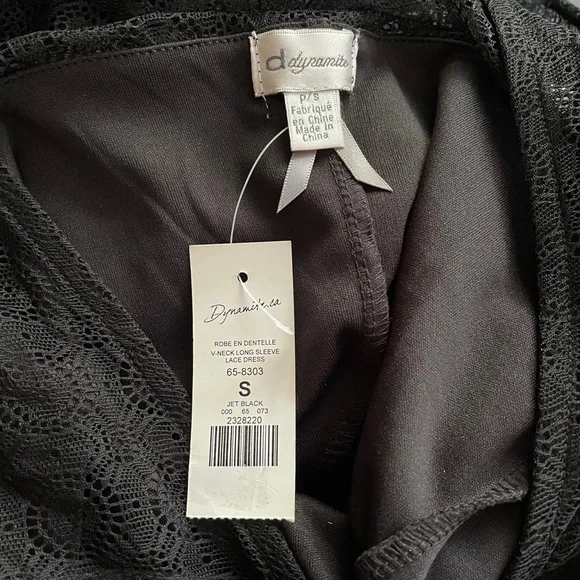 d dynamite
P/S
Fabriqué
en Chine
Made in
China
Dynamite.ca
ROBE EN DENTELLE
V-NECK LONG SLEEVE
LACE DRESS
65-8303
S
JET BLACK
000 65 073
2328220